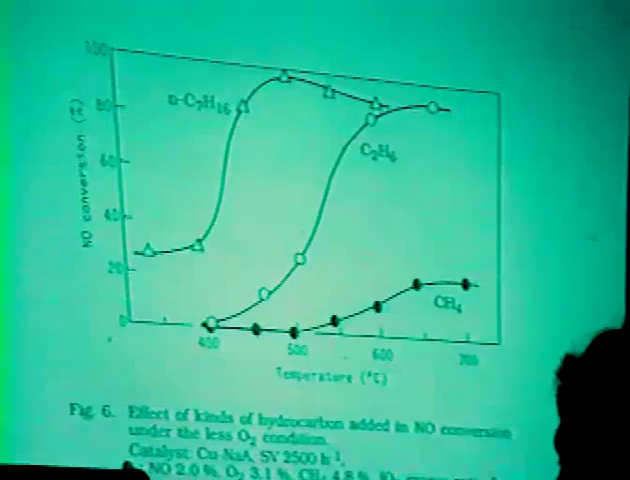 100
n-C7H16
80
C2H6
60
NO conversion (%)
40
20
CH4
0
400 500 600 700
Temperature (°C)
Fig. 6. Effect of kinds of hydrocarbon added in NO conversion
under the less O2 condition.
Catalyst: Cu-NaA, SV 2500 h-1,
: NO 2.0 %, O2 3.1 %, CH4 4.8 %,